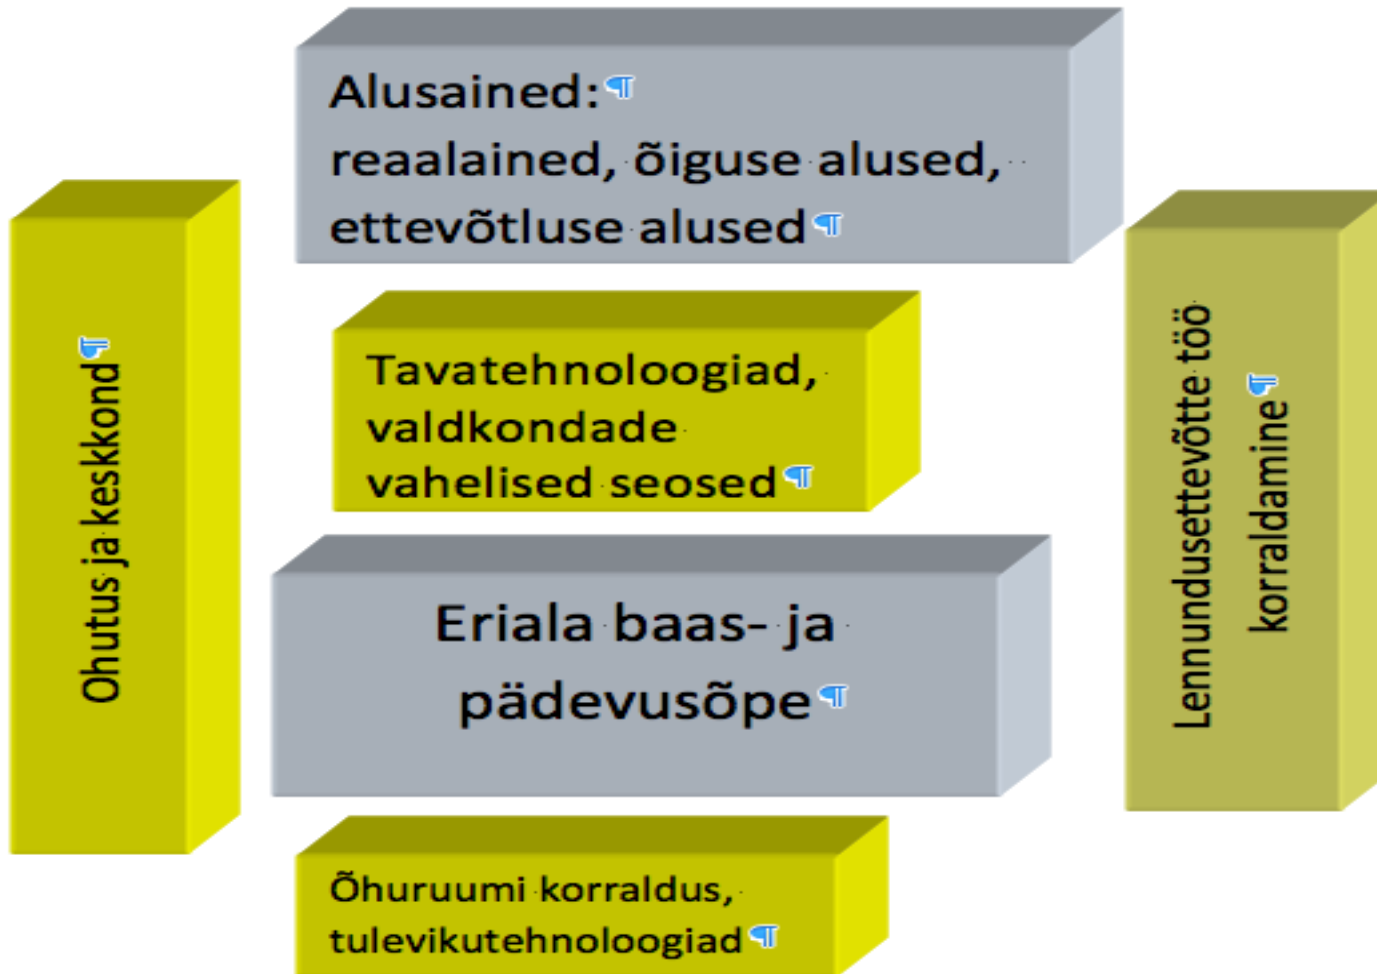 Alusained:
reaalained, õiguse alused,
ettevõtluse alused
Ohutus ja keskkond
Tavatehnoloogiad,
valdkondade
vahelised seosed
Lennundusettevõtte töö
korraldamine
Eriala baas- ja
pädevusõpe
Õhuruumi korraldus,
tulevikutehnoloogiad